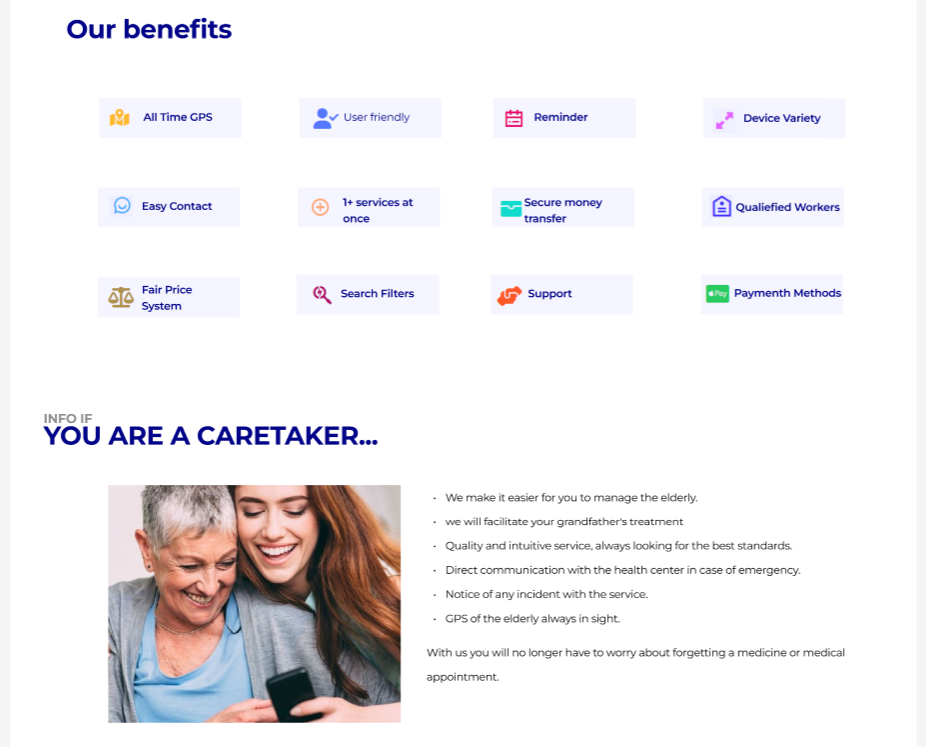 Our benefits
All Time GPS
User friendly
Reminder
Device Variety
Easy Contact
1+ services at
once
Secure money
transfer
Qualiefied Workers
Fair Price
System
Search Filters
Support
Pay
Paymenth Methods
INFO IF
YOU ARE A CARETAKER...
• We make it easier for you to manage the elderly.
• we will facilitate your grandfather's treatment
• Quality and intuitive service, always looking for the best standards.
• Direct communication with the health center in case of emergency.
• Notice of any incident with the service.
• GPS of the elderly always in sight.
With us you will no longer have to worry about forgetting a medicine or medical
appointment.